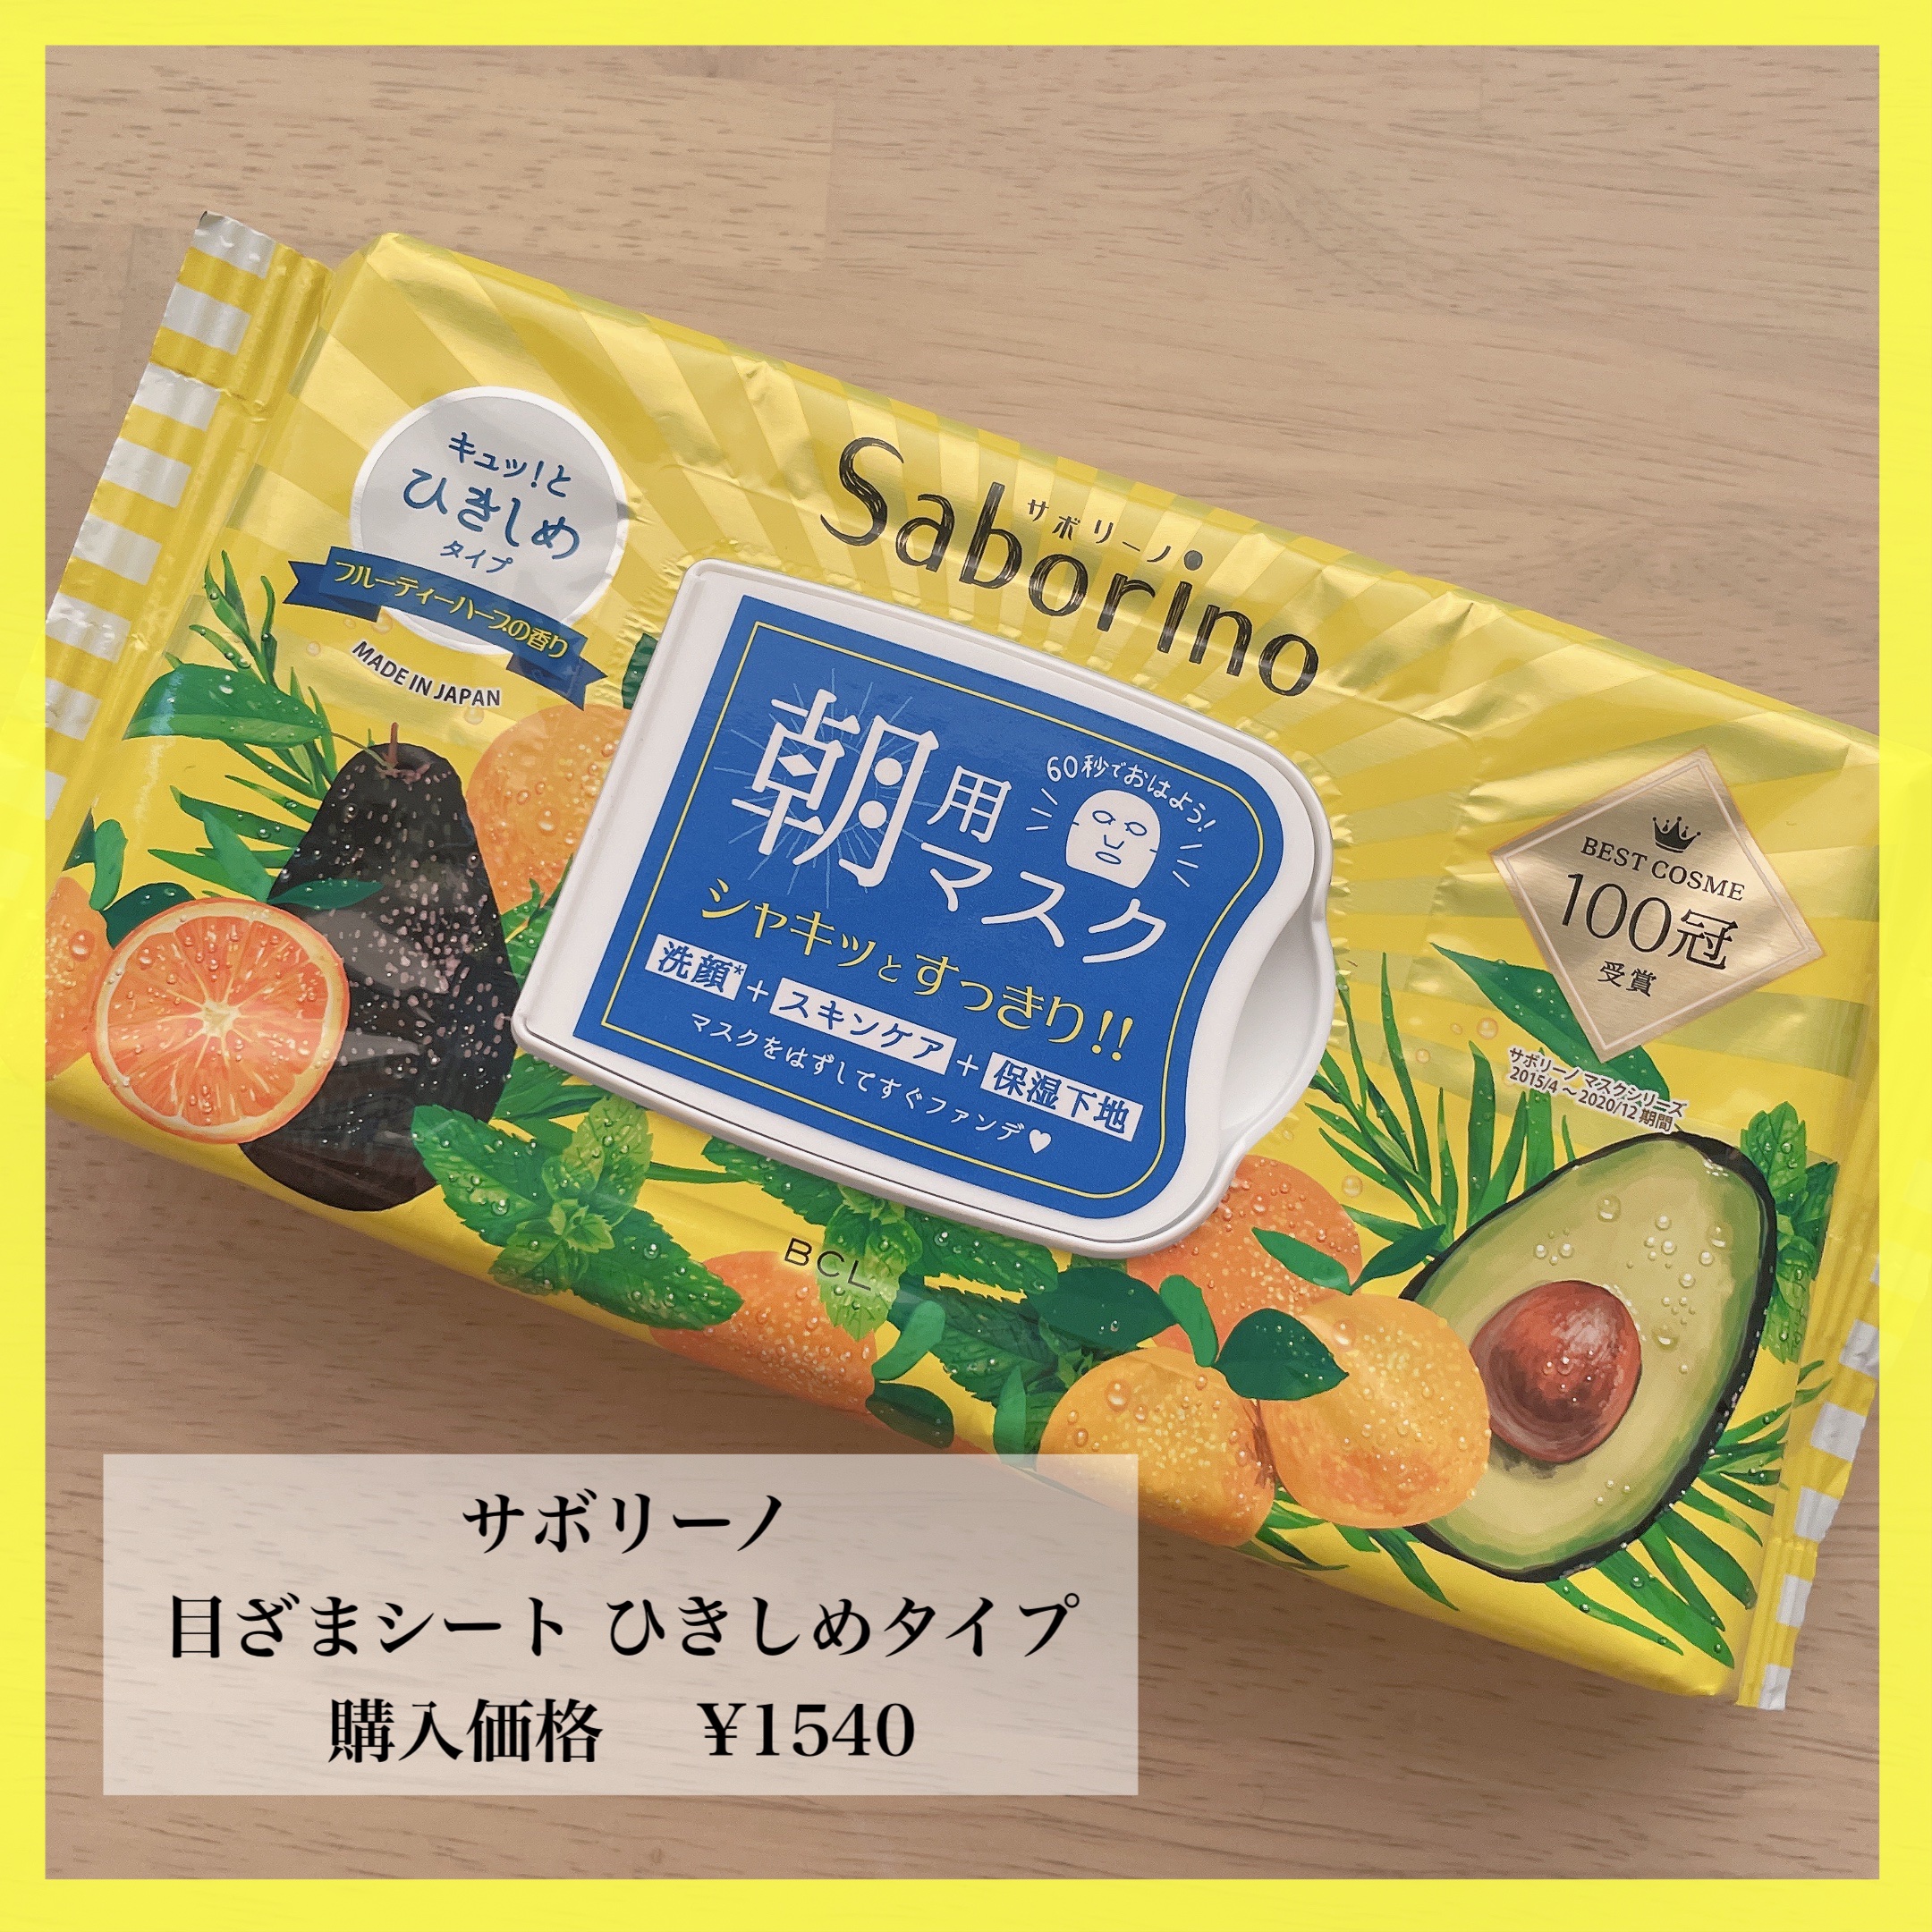 キュッ!と
ひきしめ
タイプ
フルーティーハーブの香り
MADE IN JAPAN
サボリーノ
Saborino
60秒でおはよう!
朝用マスク
シャキッとすっきり!!
洗顔*+スキンケア+保湿下地
マスクをはずしてすぐファンデ♥
BEST COSME
100冠
受賞
サボリーノ マスクシリーズ
2015/4~2020/12期間
BCL
サボリーノ
目ざまシート ひきしめタイプ
購入価格 ¥1540